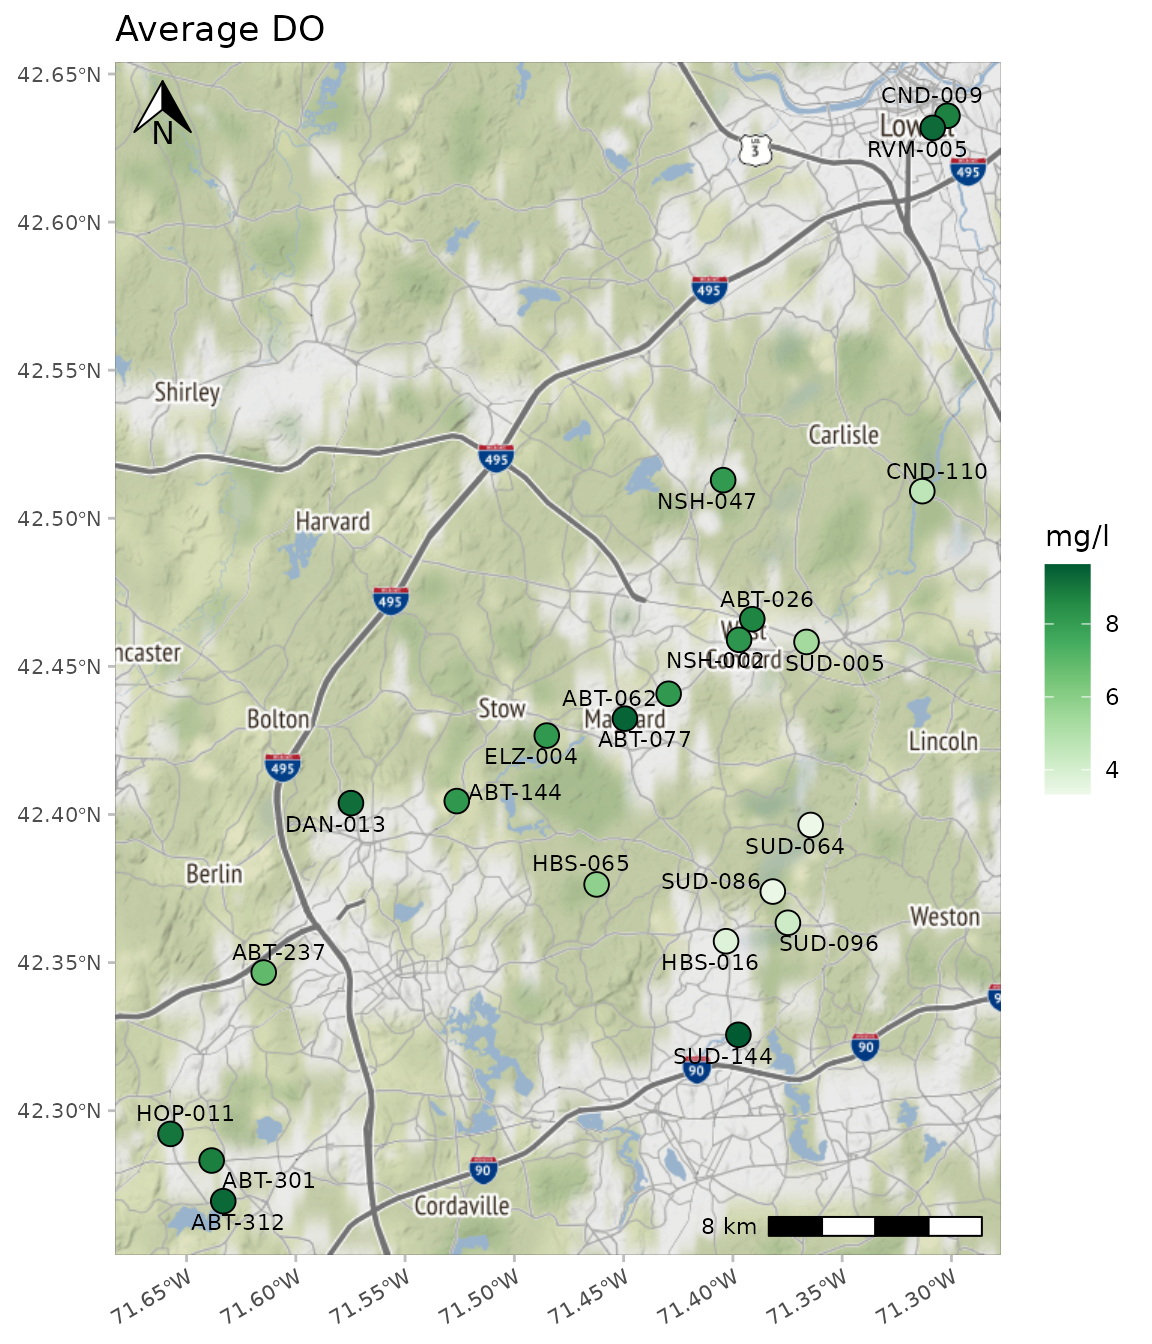 Average DO
42.65°N
42.60°N
42.55°N
42.50°N
42.45°N
42.40°N
42.35°N
42.30°N
N
CND-009
Lowell
RVM-005
495
US
3
495
Shirley
Carlisle
495
CND-110
NSH-047
Harvard
495
ABT-026
West
Concord
NSH-002
SUD-005
ncaster
ABT-062
Stow
Maynard
Bolton
ABT-077
Lincoln
ELZ-004
495
ABT-144
DAN-013
SUD-064
HBS-065
Berlin
SUD-086
Weston
SUD-096
ABT-237
HBS-016
9
SUD-144
90
90
HOP-011
90
ABT-301
Cordaville
ABT-312
8 km
71.65°W
71.60°W
71.55°W
71.50°W
71.45°W
71.40°W
71.35°W
71.30°W
mg/l
8
6
4